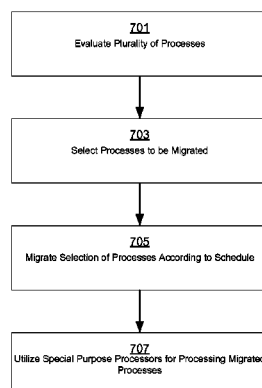 701
Evaluate Plurality of Processes
703
Select Processes to be Migrated
705
Migrate Selection of Processes According to Schedule
707
Utilize Special Purpose Processors for Processing Migrated
Processes